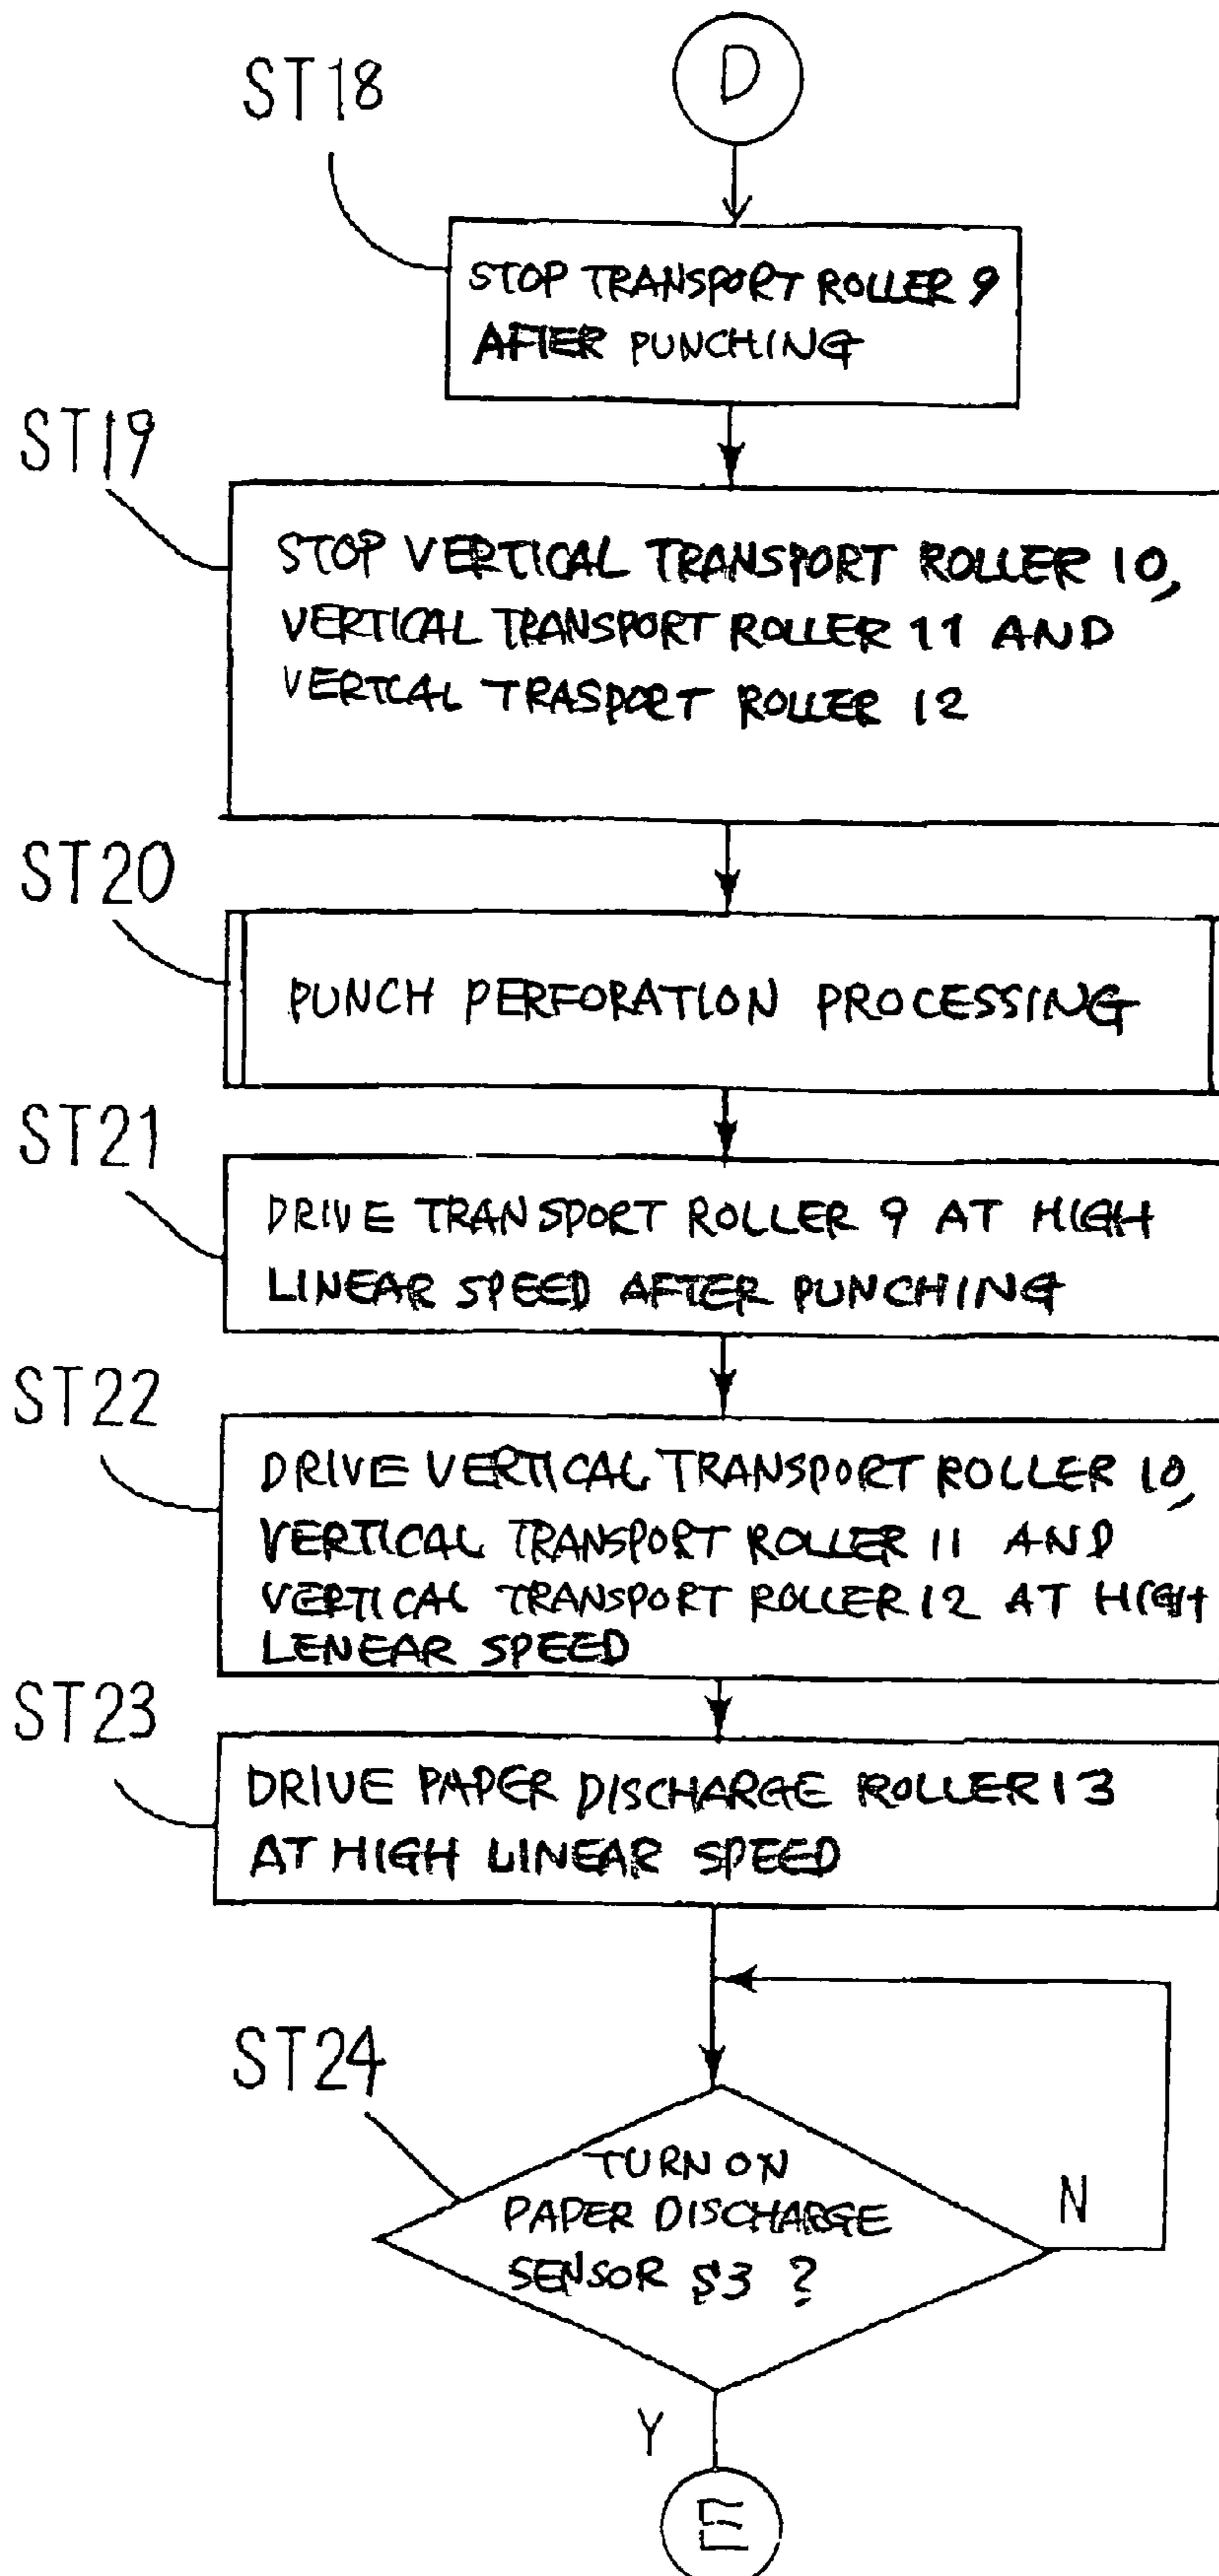 D
ST18
STOP TRANSPORT ROLLER 9
AFTER PUNCHING
ST19
STOP VERTICAL TRANSPORT ROLLER 10,
VERTICAL TRANSPORT ROLLER 11 AND
VERTCAL TRASPORT ROLLER 12
ST20
PUNCH PERFORATION PROCESSING
ST21
DRIVE TRANSPORT ROLLER 9 AT HIGH
LINEAR SPEED AFTER PUNCHING
ST22
DRIVE VERTICAL TRANSPORT ROLLER 10,
VERTICAL TRANSPORT ROLLER 11 AND
VERTICAL TRANSPORT ROLLER 12 AT HIGH
LENEAR SPEED
ST23
DRIVE PAPER DISCHARGE ROLLER 13
AT HIGH LINEAR SPEED
ST24
TURN ON
PAPER DISCHARGE
SENSOR S3 ?
N
Y
E